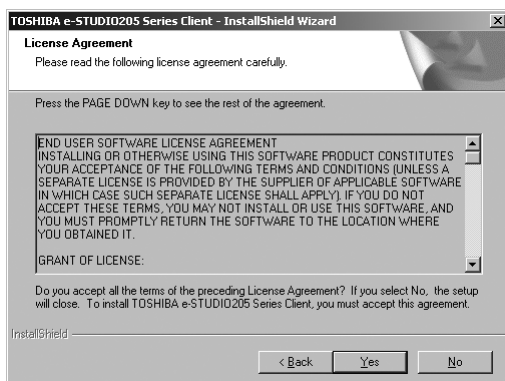 TOSHIBA e-STUDIO205 Series Client - InstallShield Wizard
License Agreement
Please read the following license agreement carefully.
Press the PAGE DOWN key to see the rest of the agreement.
END USER SOFTWARE LICENSE AGREEMENT
INSTALLING OR OTHERWISE USING THIS SOFTWARE PRODUCT CONSTITUTES
YOUR ACCEPTANCE OF THE FOLLOWING TERMS AND CONDITIONS (UNLESS A
SEPARATE LICENSE IS PROVIDED BY THE SUPPLIER OF APPLICABLE SOFTWARE
IN WHICH CASE SUCH SEPARATE LICENSE SHALL APPLY). IF YOU DO NOT
ACCEPT THESE TERMS, YOU MAY NOT INSTALL OR USE THIS SOFTWARE, AND
YOU MUST PROMPTLY RETURN THE SOFTWARE TO THE LOCATION WHERE
YOU OBTAINED IT.
GRANT OF LICENSE:
Do you accept all the terms of the preceding License Agreement? If you select No, the setup
will close. To install TOSHIBA e-STUDIO205 Series Client, you must accept this agreement.
InstallShield
< Back
Yes
No